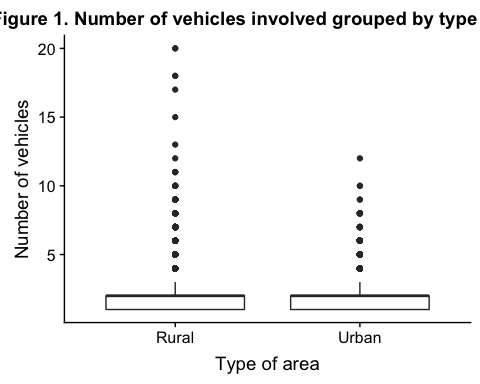 Figure 1. Number of vehicles involved grouped by type
20
15
10
5
Number of vehicles
Rural Urban
Type of area